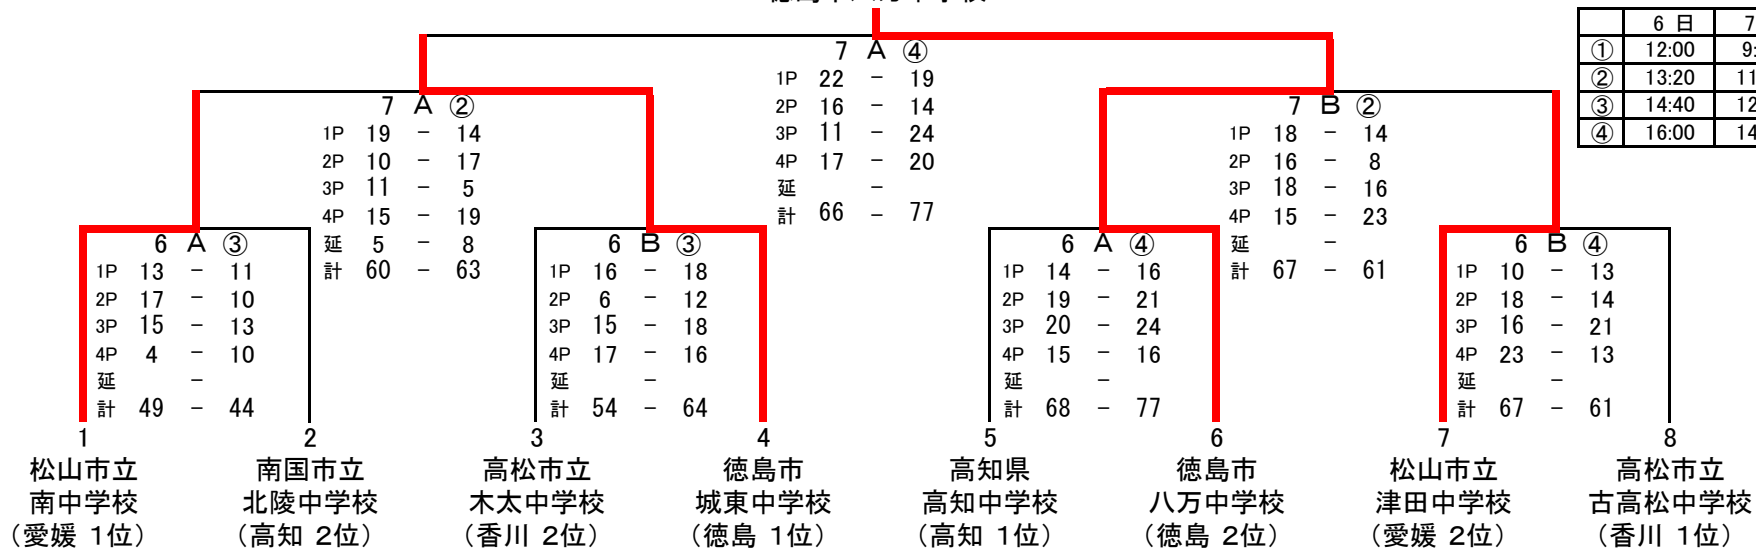 6 日 7
① 12:00 9:
② 13:20 11
③ 14:40 12
④ 16:00 14
7 A ④
1P 22 - 19
2P 16 - 14
3P 11 - 24
4P 17 - 20
延 -
計 66 - 77
7 A ②
1P 19 - 14
2P 10 - 17
3P 11 - 5
4P 15 - 19
延 5 - 8
計 60 - 63
7 B ②
1P 18 - 14
2P 16 - 8
3P 18 - 16
4P 15 - 23
延 -
計 67 - 61
6 A ③
1P 13 - 11
2P 17 - 10
3P 15 - 13
4P 4 - 10
延 -
計 49 - 44
6 B ③
1P 16 - 18
2P 6 - 12
3P 15 - 18
4P 17 - 16
延 -
計 54 - 64
6 A ④
1P 14 - 16
2P 19 - 21
3P 20 - 24
4P 15 - 16
延 -
計 68 - 77
6 B ④
1P 10 - 13
2P 18 - 14
3P 16 - 21
4P 23 - 13
延 -
計 67 - 61
1
松山市立
南中学校
（愛媛 1位）
2
南国市立
北陵中学校
（高知 2位）
3
高松市立
木太中学校
（香川 2位）
4
徳島市
城東中学校
（徳島 1位）
5
高知県
高知中学校
（高知 1位）
6
徳島市
八万中学校
（徳島 2位）
7
松山市立
津田中学校
（愛媛 2位）
8
高松市立
古高松中学校
（香川 1位）